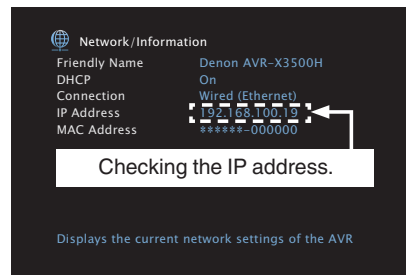 Network/Information
Friendly Name Denon AVR-X3500H
DHCP On
Connection Wired (Ethernet)
IP Address 192.168.100.19
MAC Address ******-000000
Checking the IP address.
Displays the current network settings of the AVR